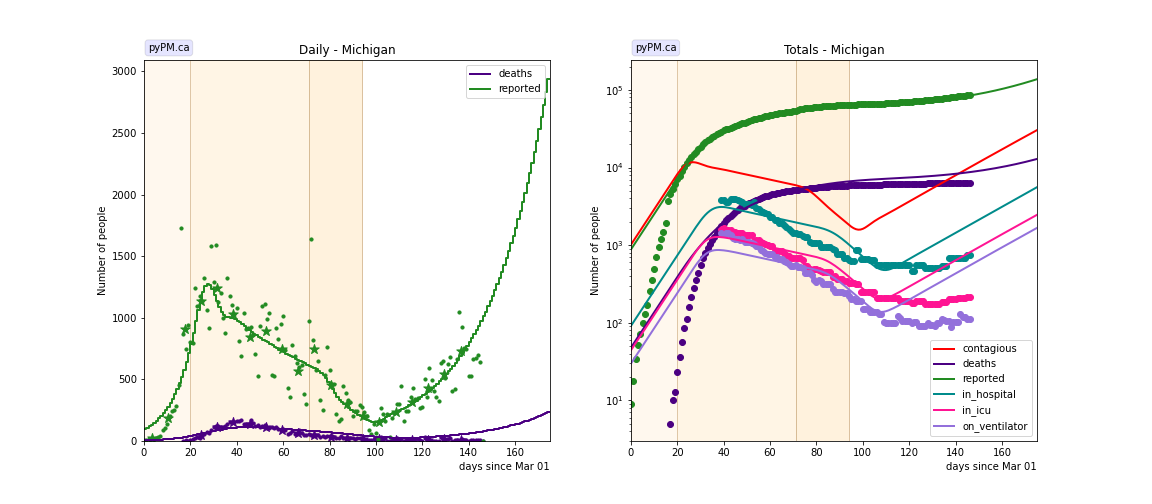 pyPM.ca
Daily - Michigan
deaths
reported
3000
2500
2000
1500
1000
500
0
Number of people
0 20 40 60 80 100 120 140 160
days since Mar 01
pyPM.ca
Totals - Michigan
10^5
10^4
10^3
10^2
10^1
Number of people
contagious
deaths
reported
in_hospital
in_icu
on_ventilator
0 20 40 60 80 100 120 140 160
days since Mar 01